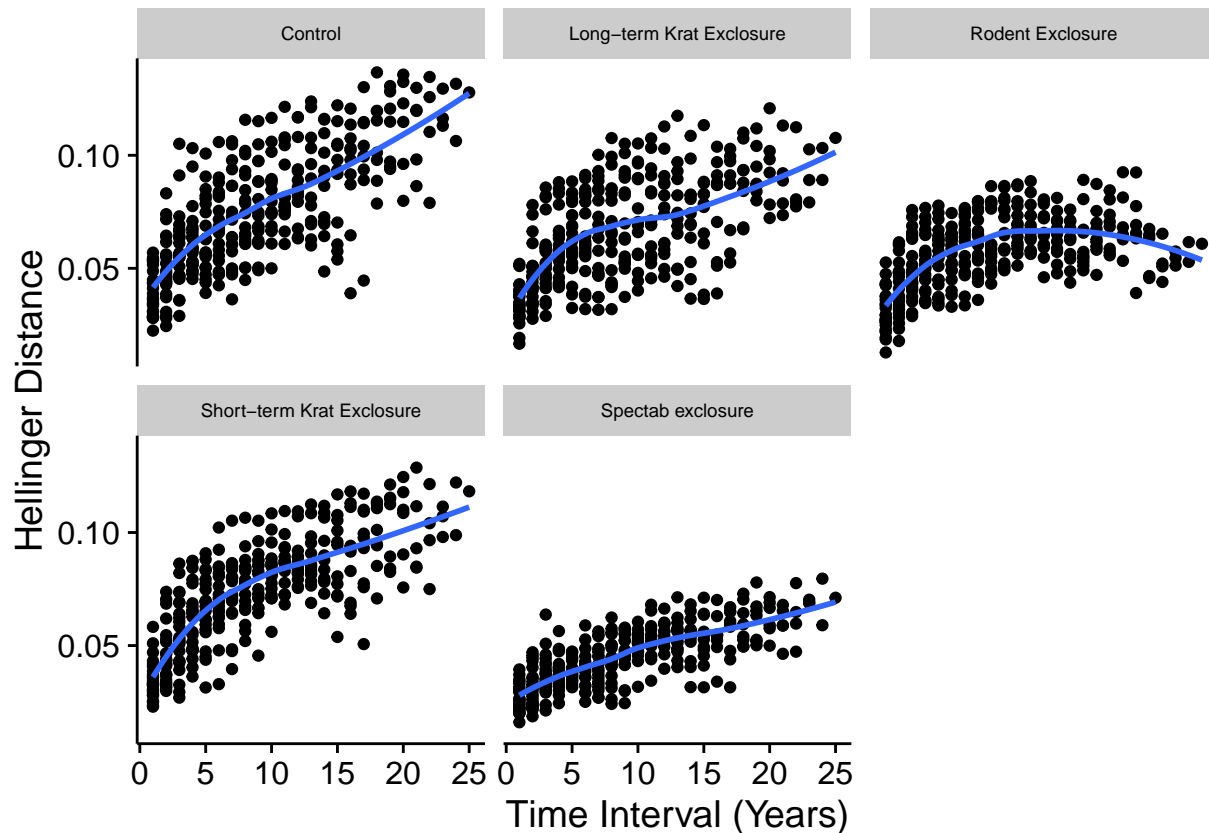 Control
Long−term Krat Exclosure
Rodent Exclosure
0.10
0.05
Short−term Krat Exclosure
Spectab exclosure
0.10
0.05
0 5 10 15 20 25
0 5 10 15 20 25
Time Interval (Years)
Hellinger Distance